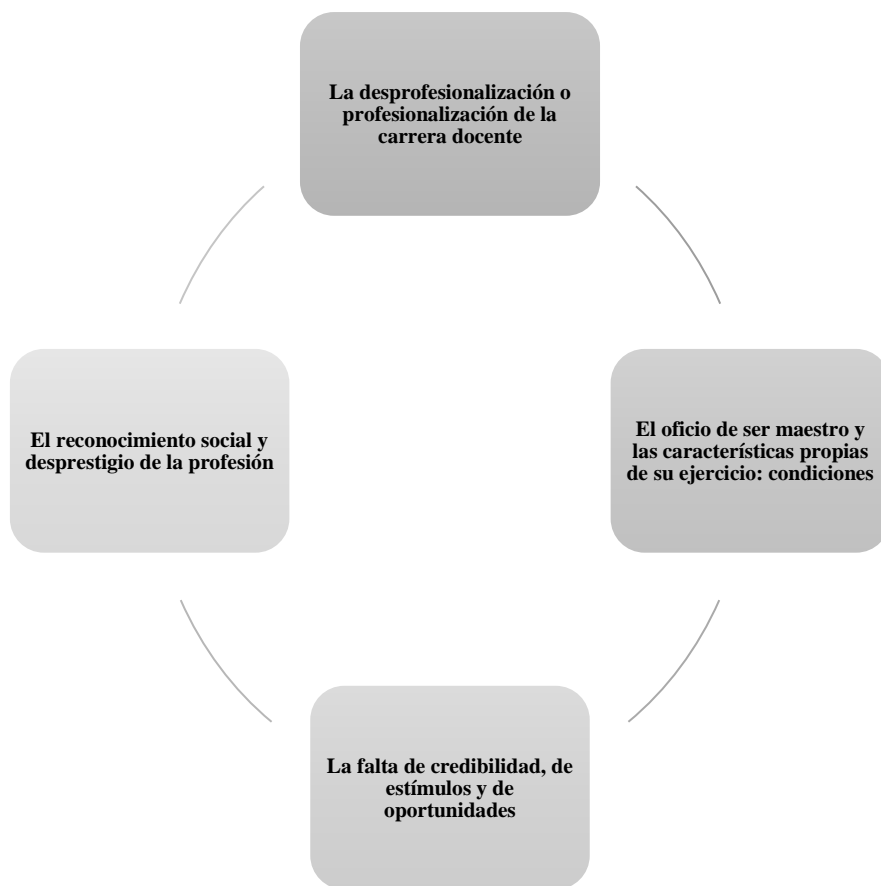 La desprofesionalización o
profesionalización de la
carrera docente
El reconocimiento social y
desprestigio de la profesión
El oficio de ser maestro y
las características propias
de su ejercicio: condiciones
La falta de credibilidad, de
estímulos y de
oportunidades